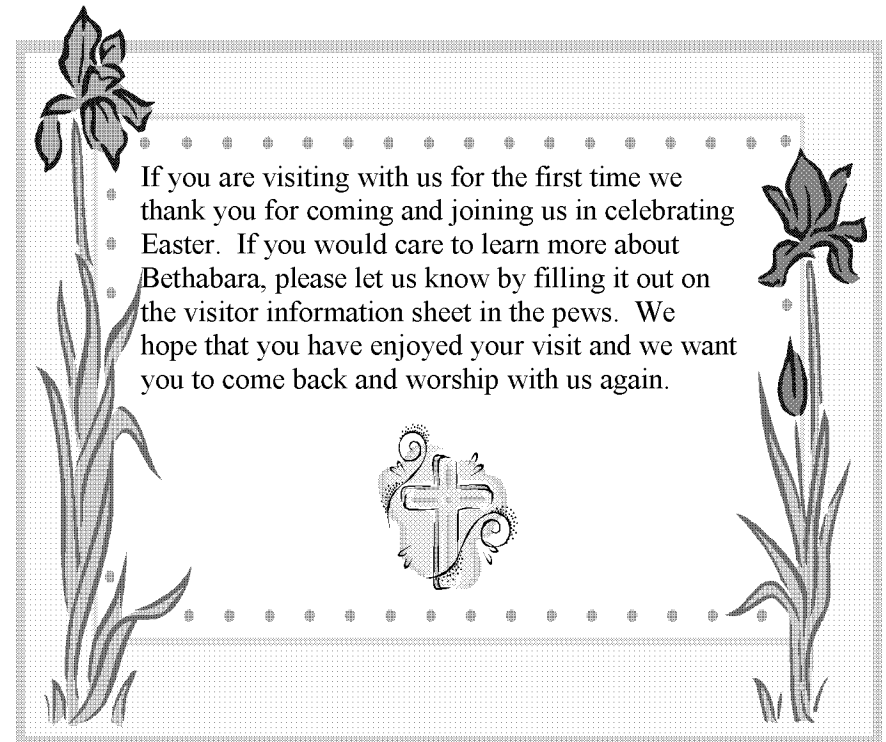 If you are visiting with us for the first time we
thank you for coming and joining us in celebrating
Easter.  If you would care to learn more about
Bethabara, please let us know by filling it out on
the visitor information sheet in the pews.  We
hope that you have enjoyed your visit and we want
you to come back and worship with us again.